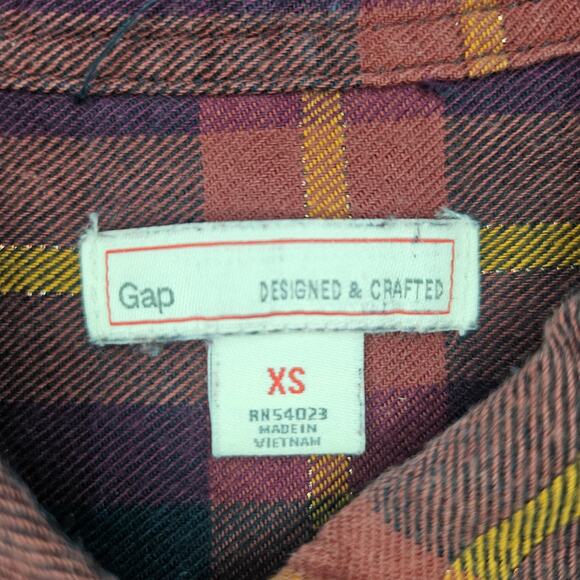 Gap DESIGNED & CRAFTED
XS
RN54023
MADE IN
VIETNAM